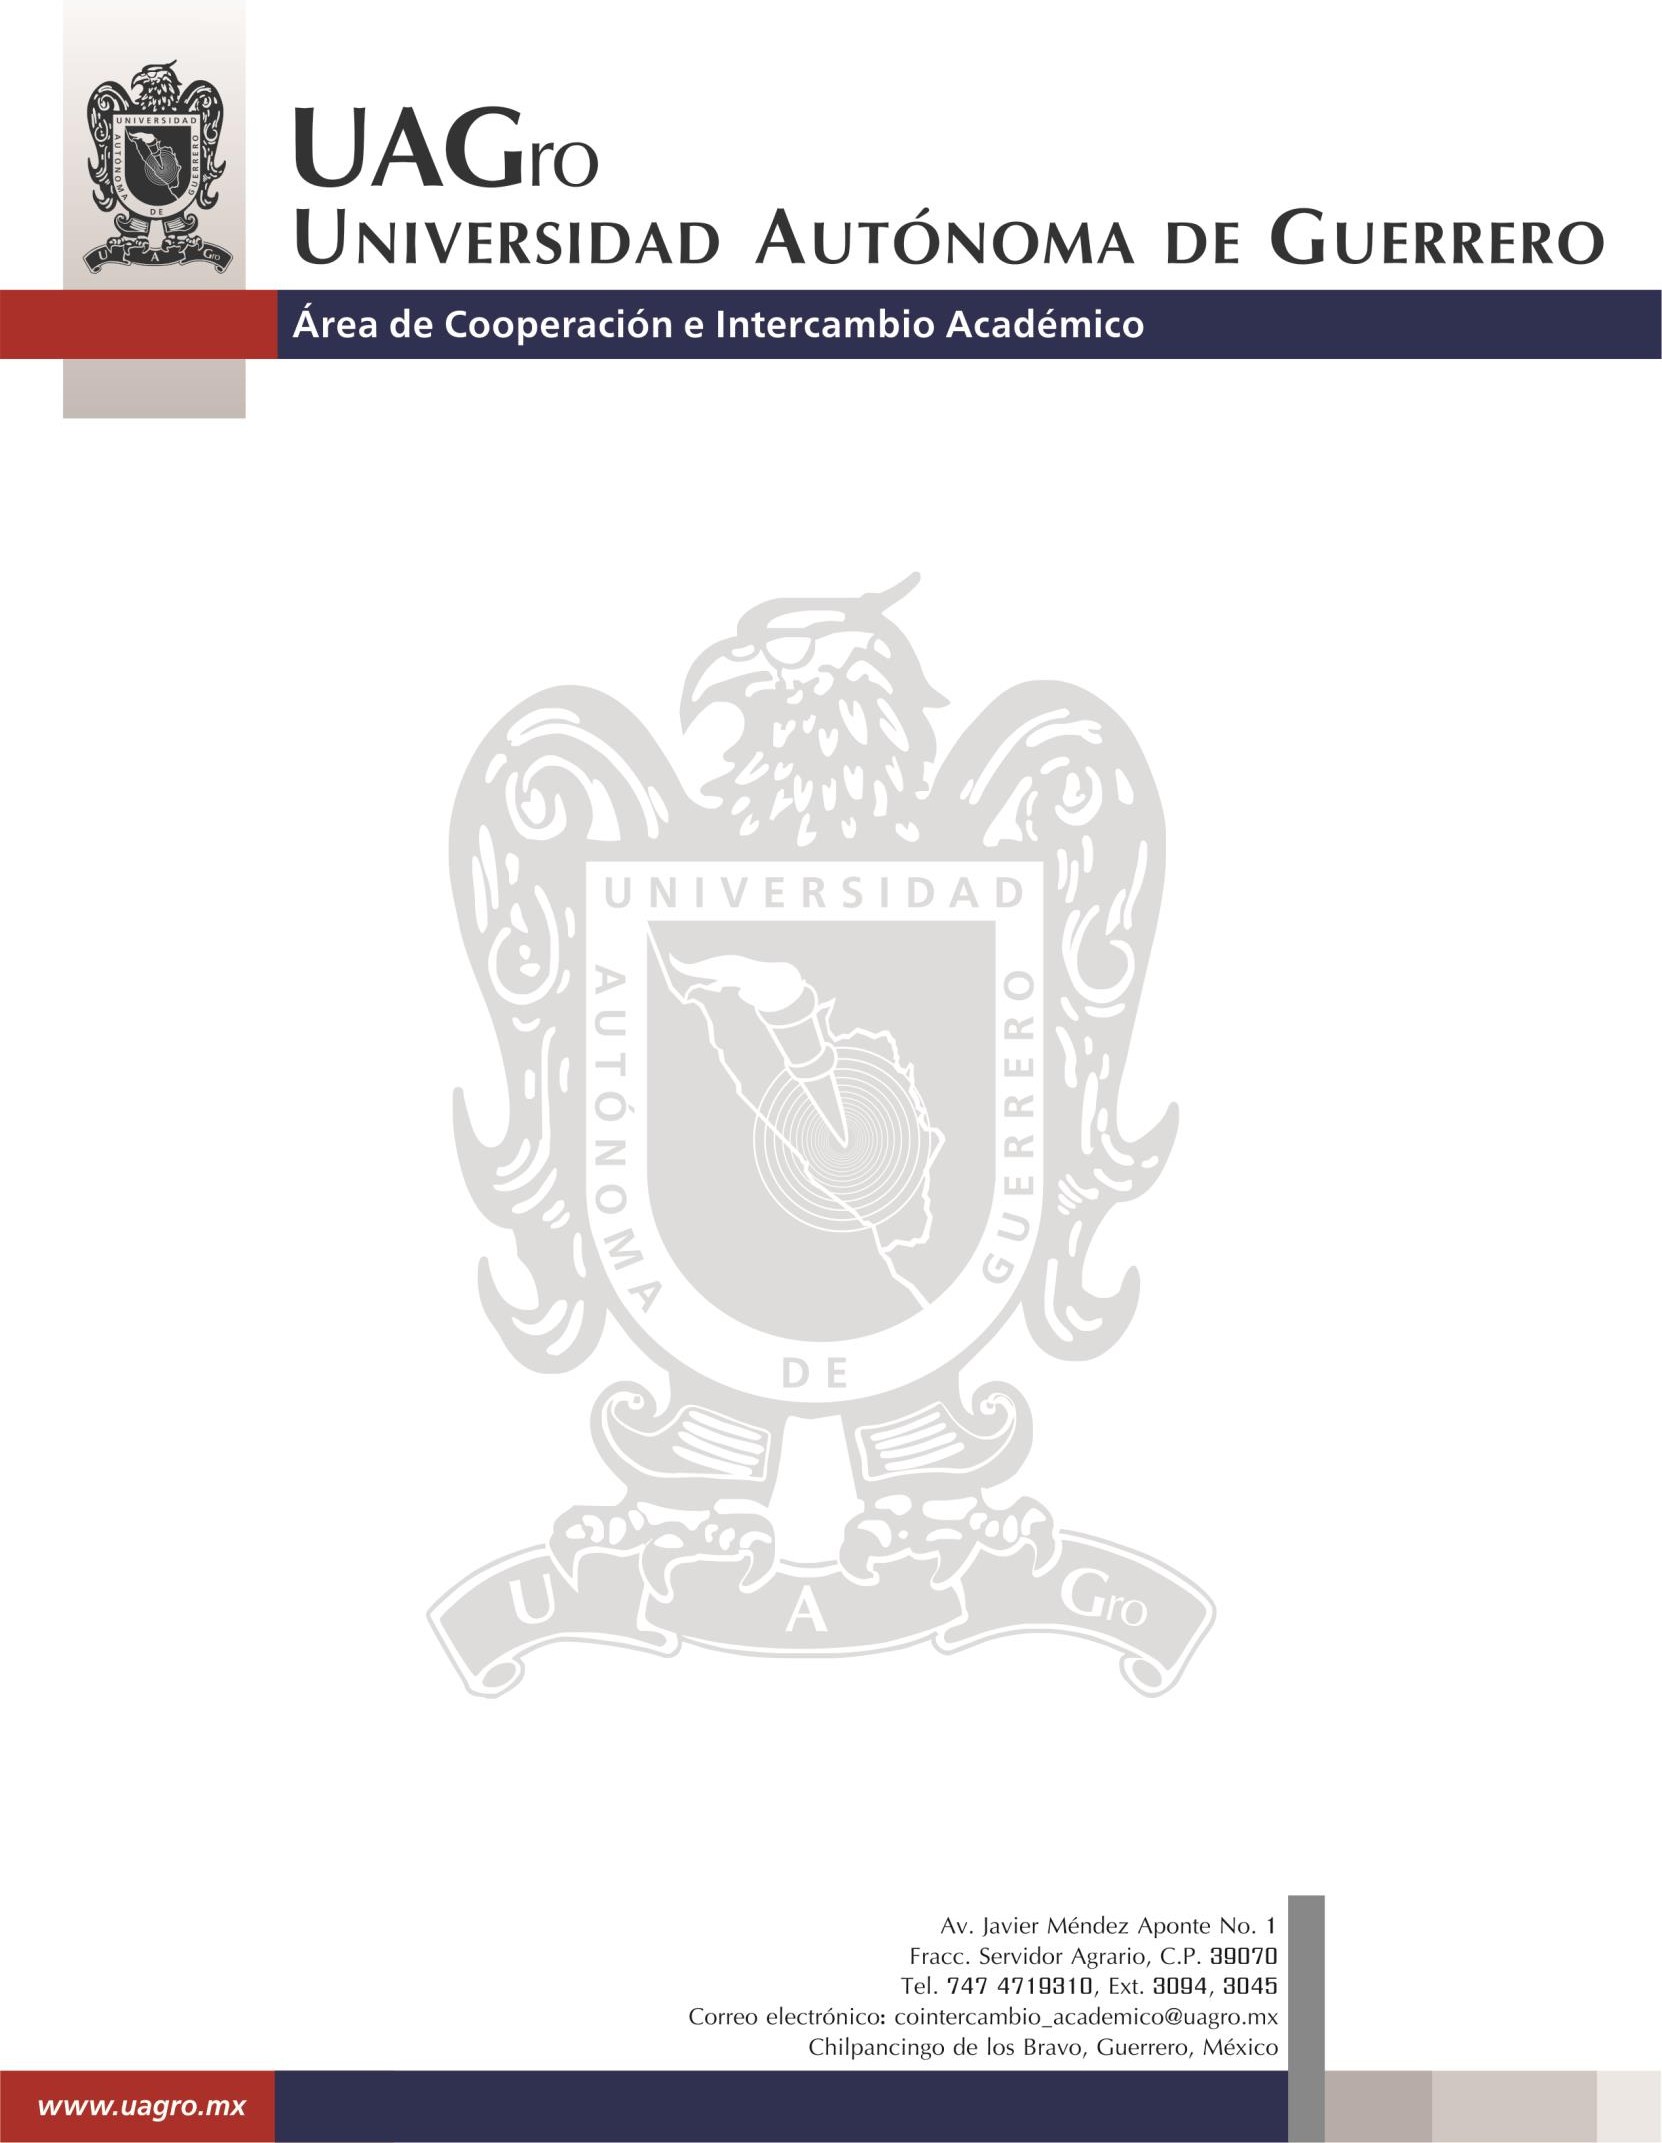 UNIVERSIDAD
AUTONOMA
DE
GUERRERO
U A Gro
UAGro
UNIVERSIDAD AUTÓNOMA DE GUERRERO
Área de Cooperación e Intercambio Académico
UNIVERSIDAD
AUTÓNOMA
DE
GUERRERO
U A Gro
Av. Javier Méndez Aponte No. 1
Fracc. Servidor Agrario, C.P. 39070
Tel. 747 4719310, Ext. 3094, 3045
Correo electrónico: cointercambio_academico@uagro.mx
Chilpancingo de los Bravo, Guerrero, México
www.uagro.mx